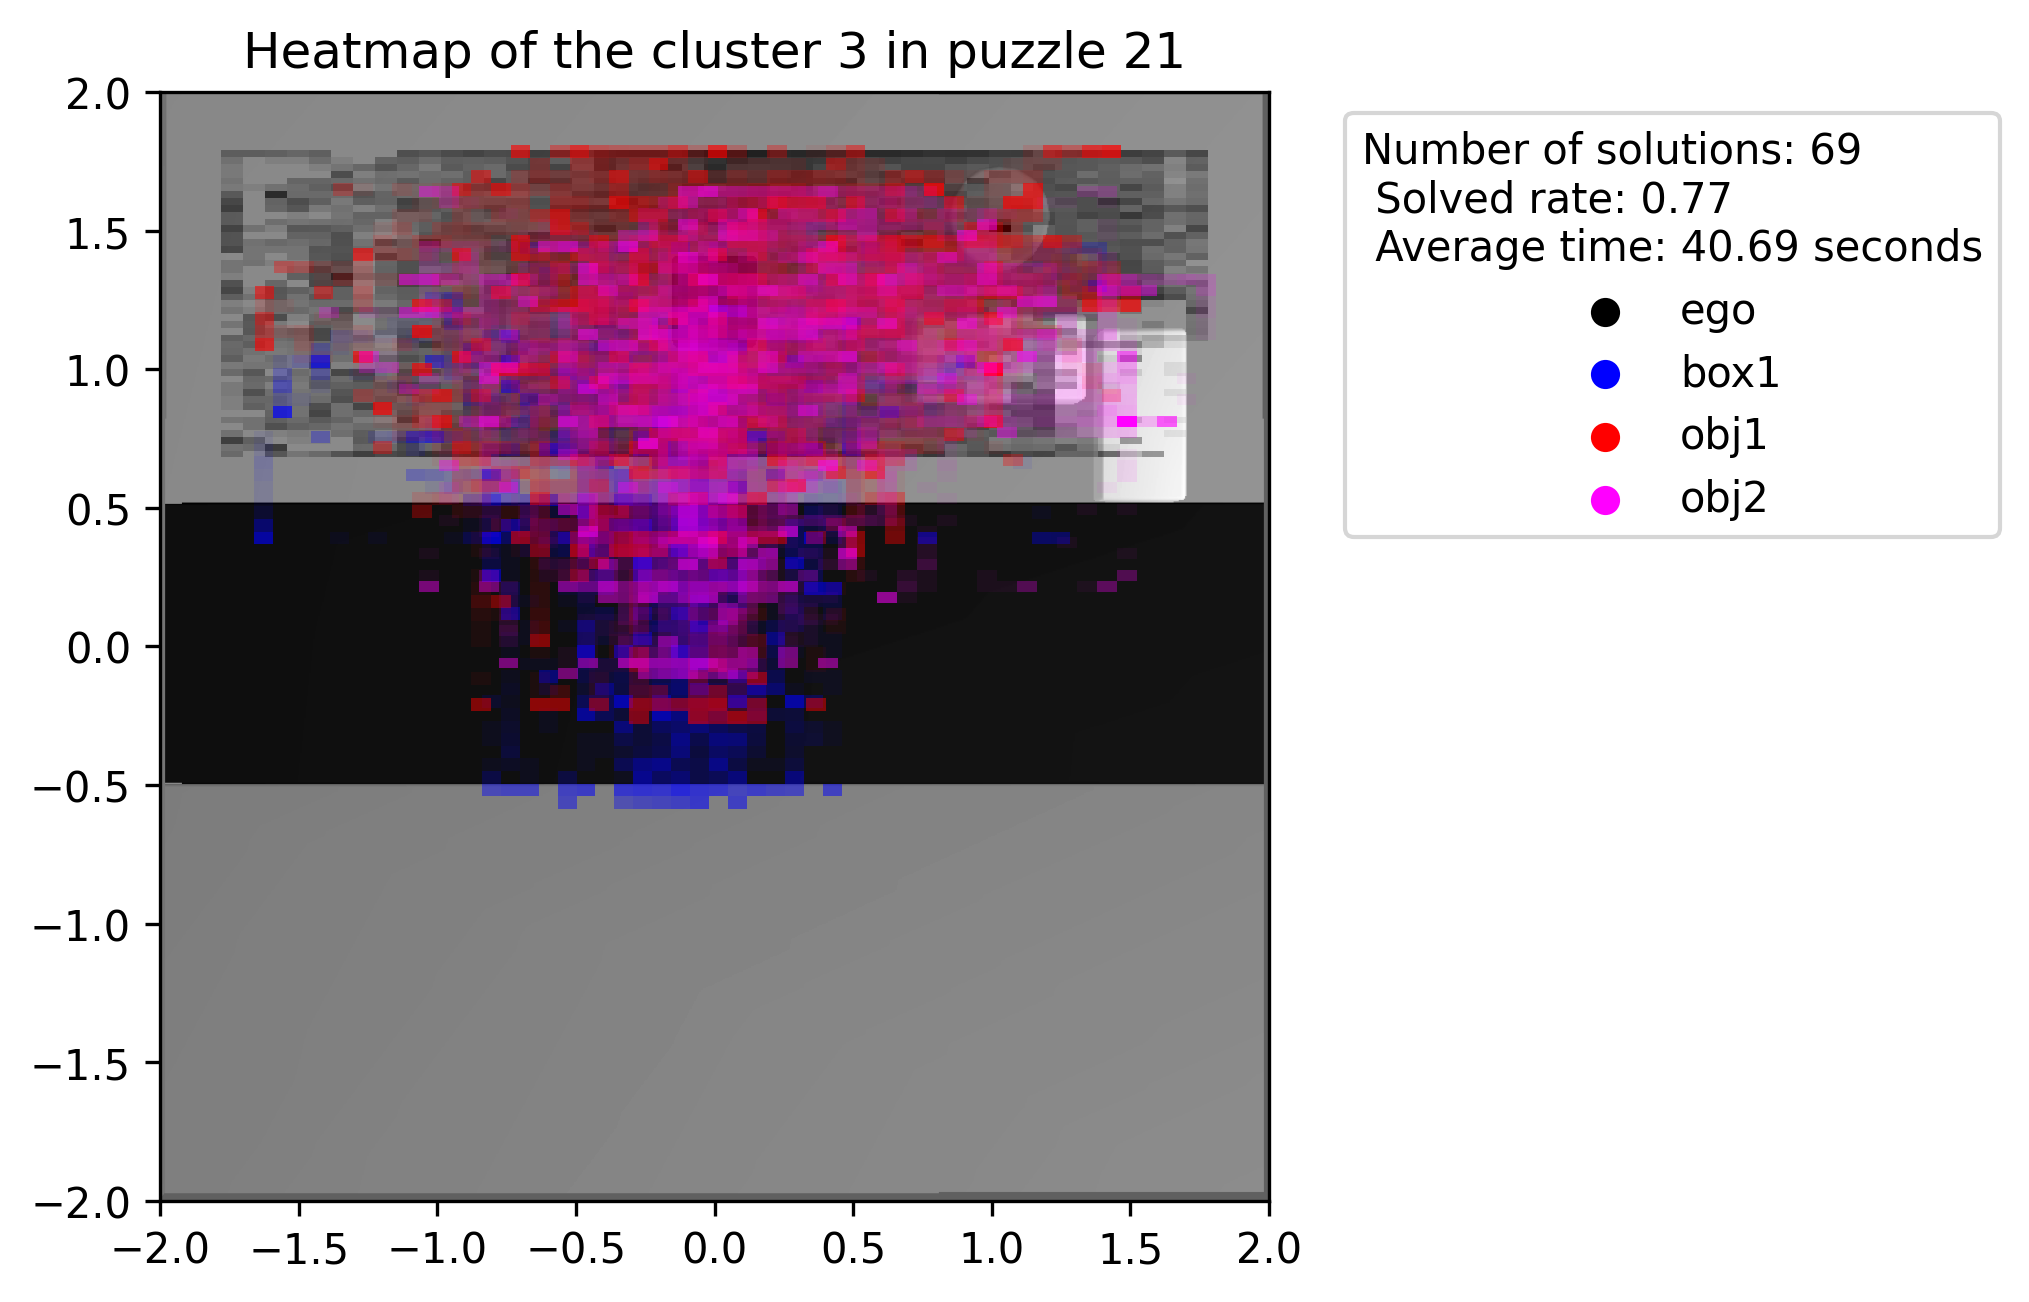 Heatmap of the cluster 3 in puzzle 21
Number of solutions: 69
Solved rate: 0.77
Average time: 40.69 seconds
ego
box1
obj1
obj2
2.0
1.5
1.0
0.5
0.0
−0.5
−1.0
−1.5
−2.0
−2.0 −1.5 −1.0 −0.5 0.0 0.5 1.0 1.5 2.0